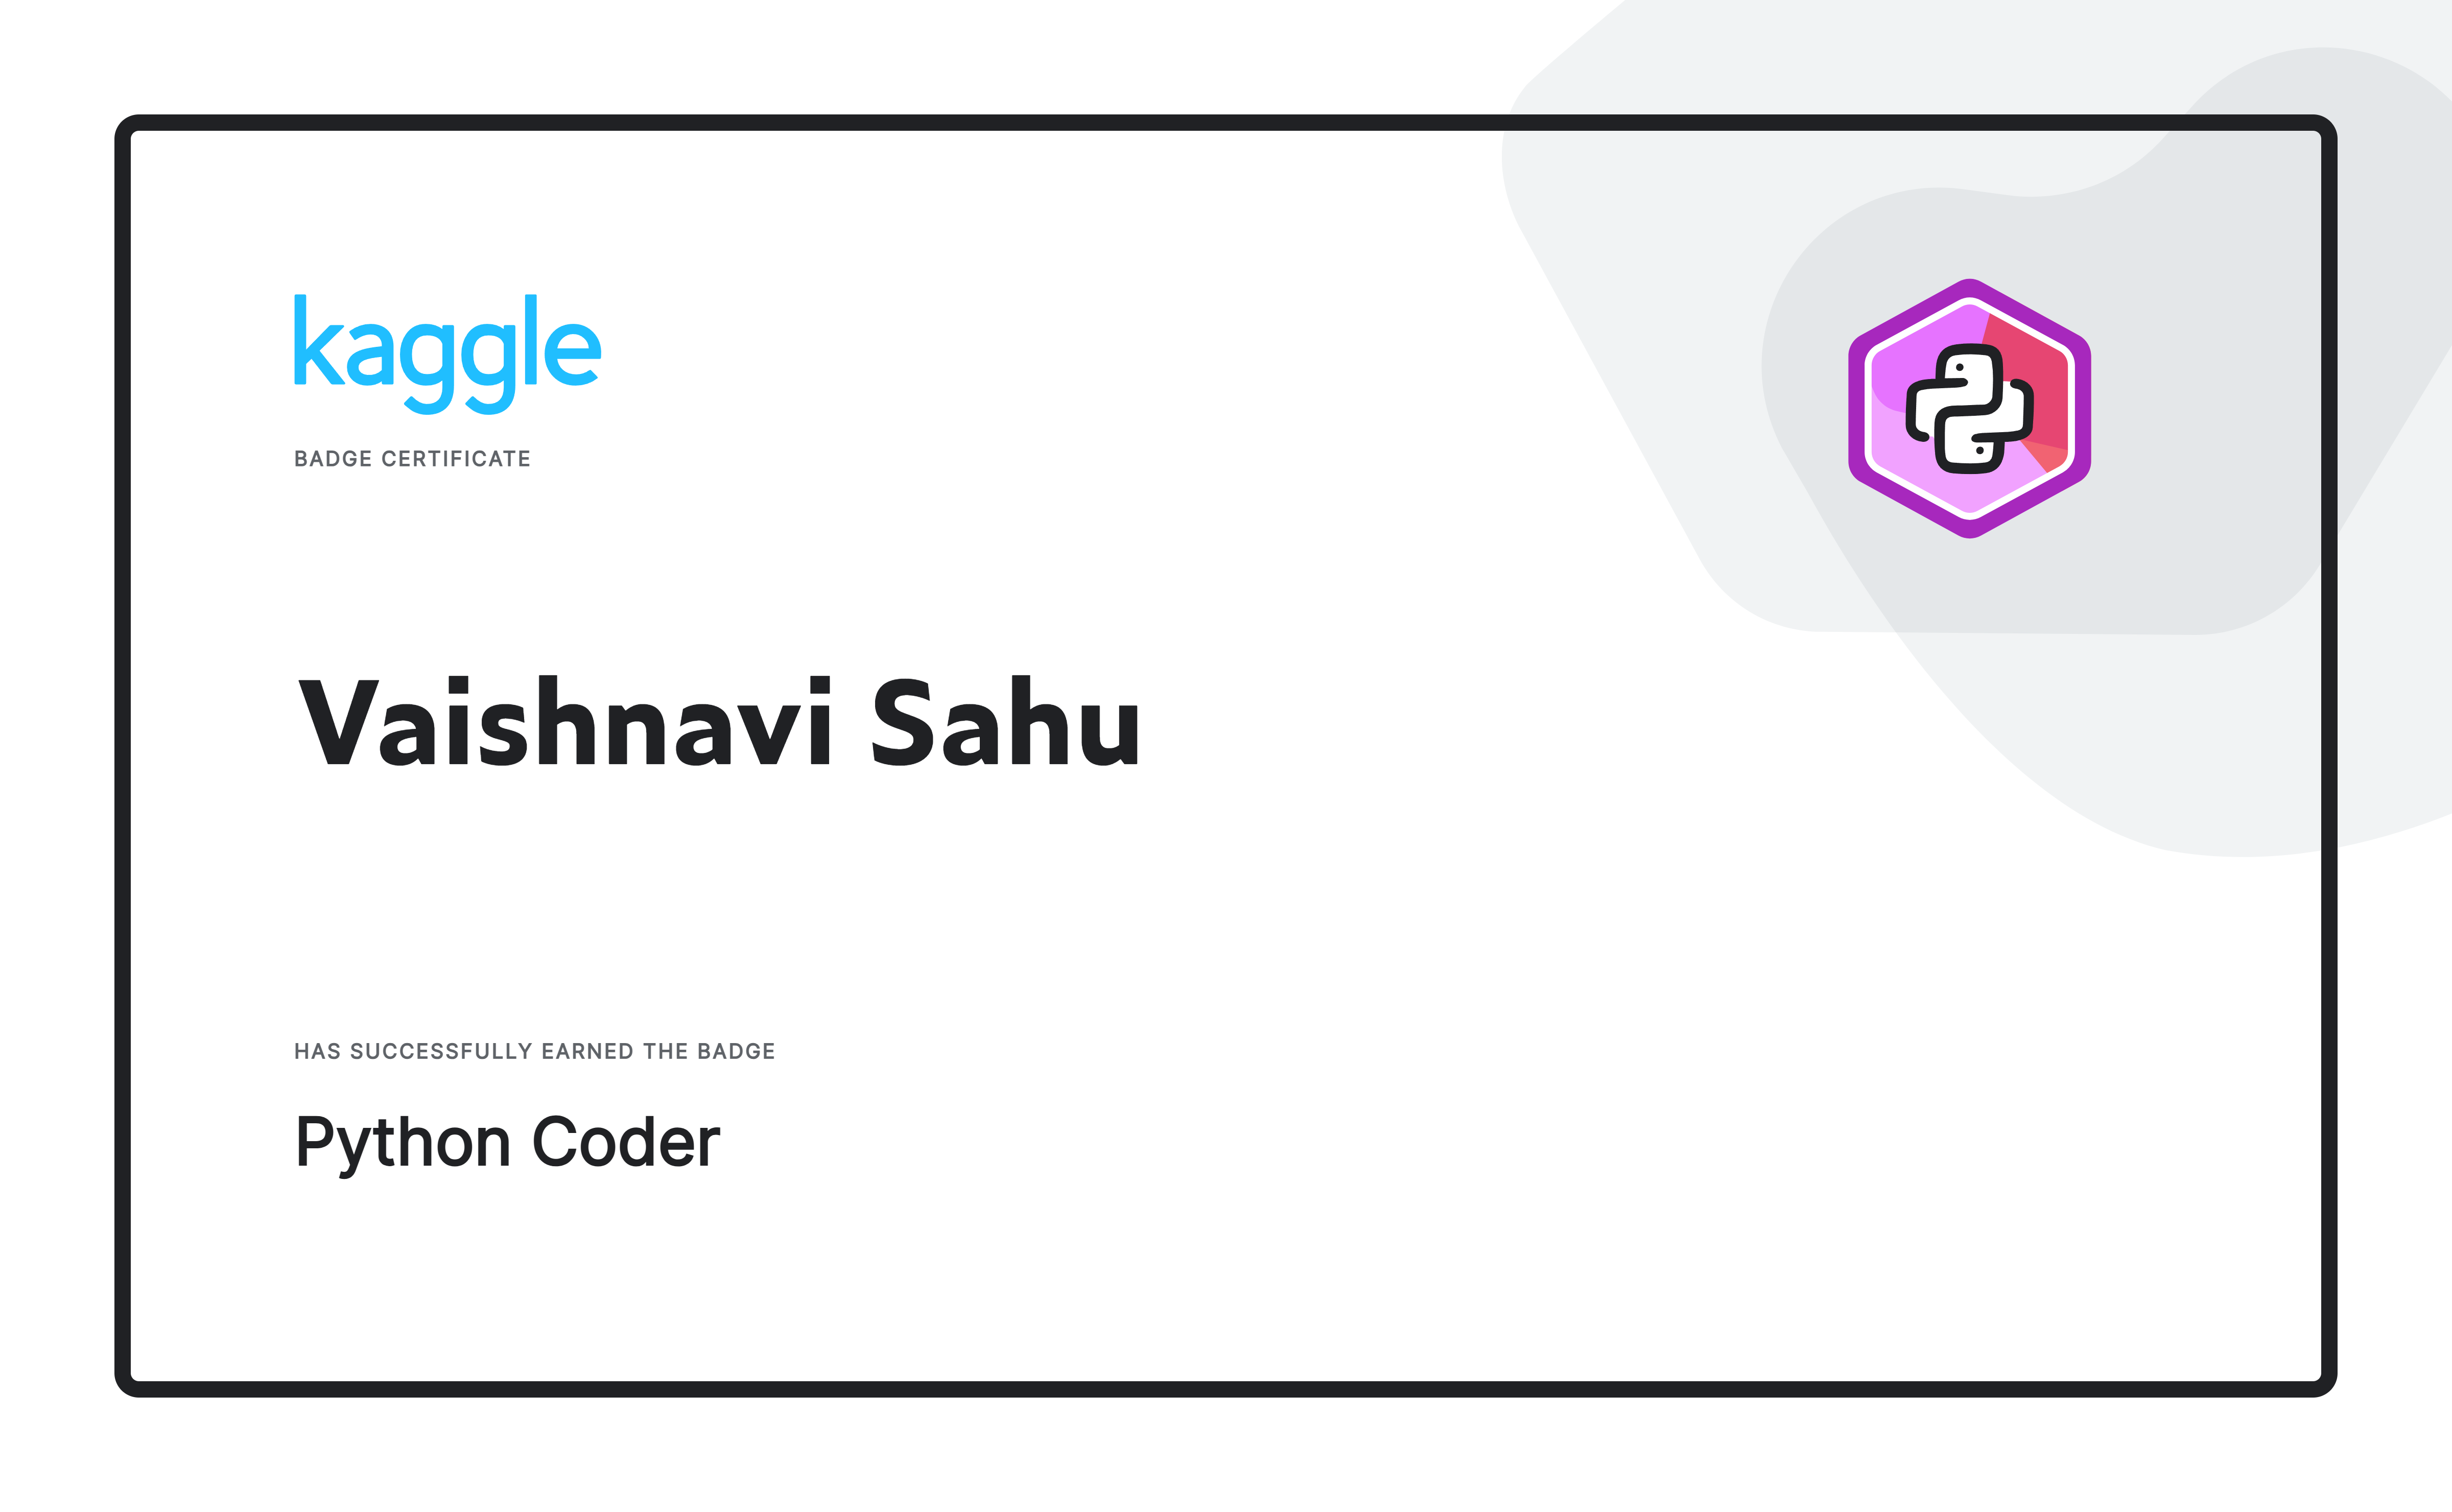 kaggle
BADGE CERTIFICATE
Vaishnavi Sahu
HAS SUCCESSFULLY EARNED THE BADGE
Python Coder